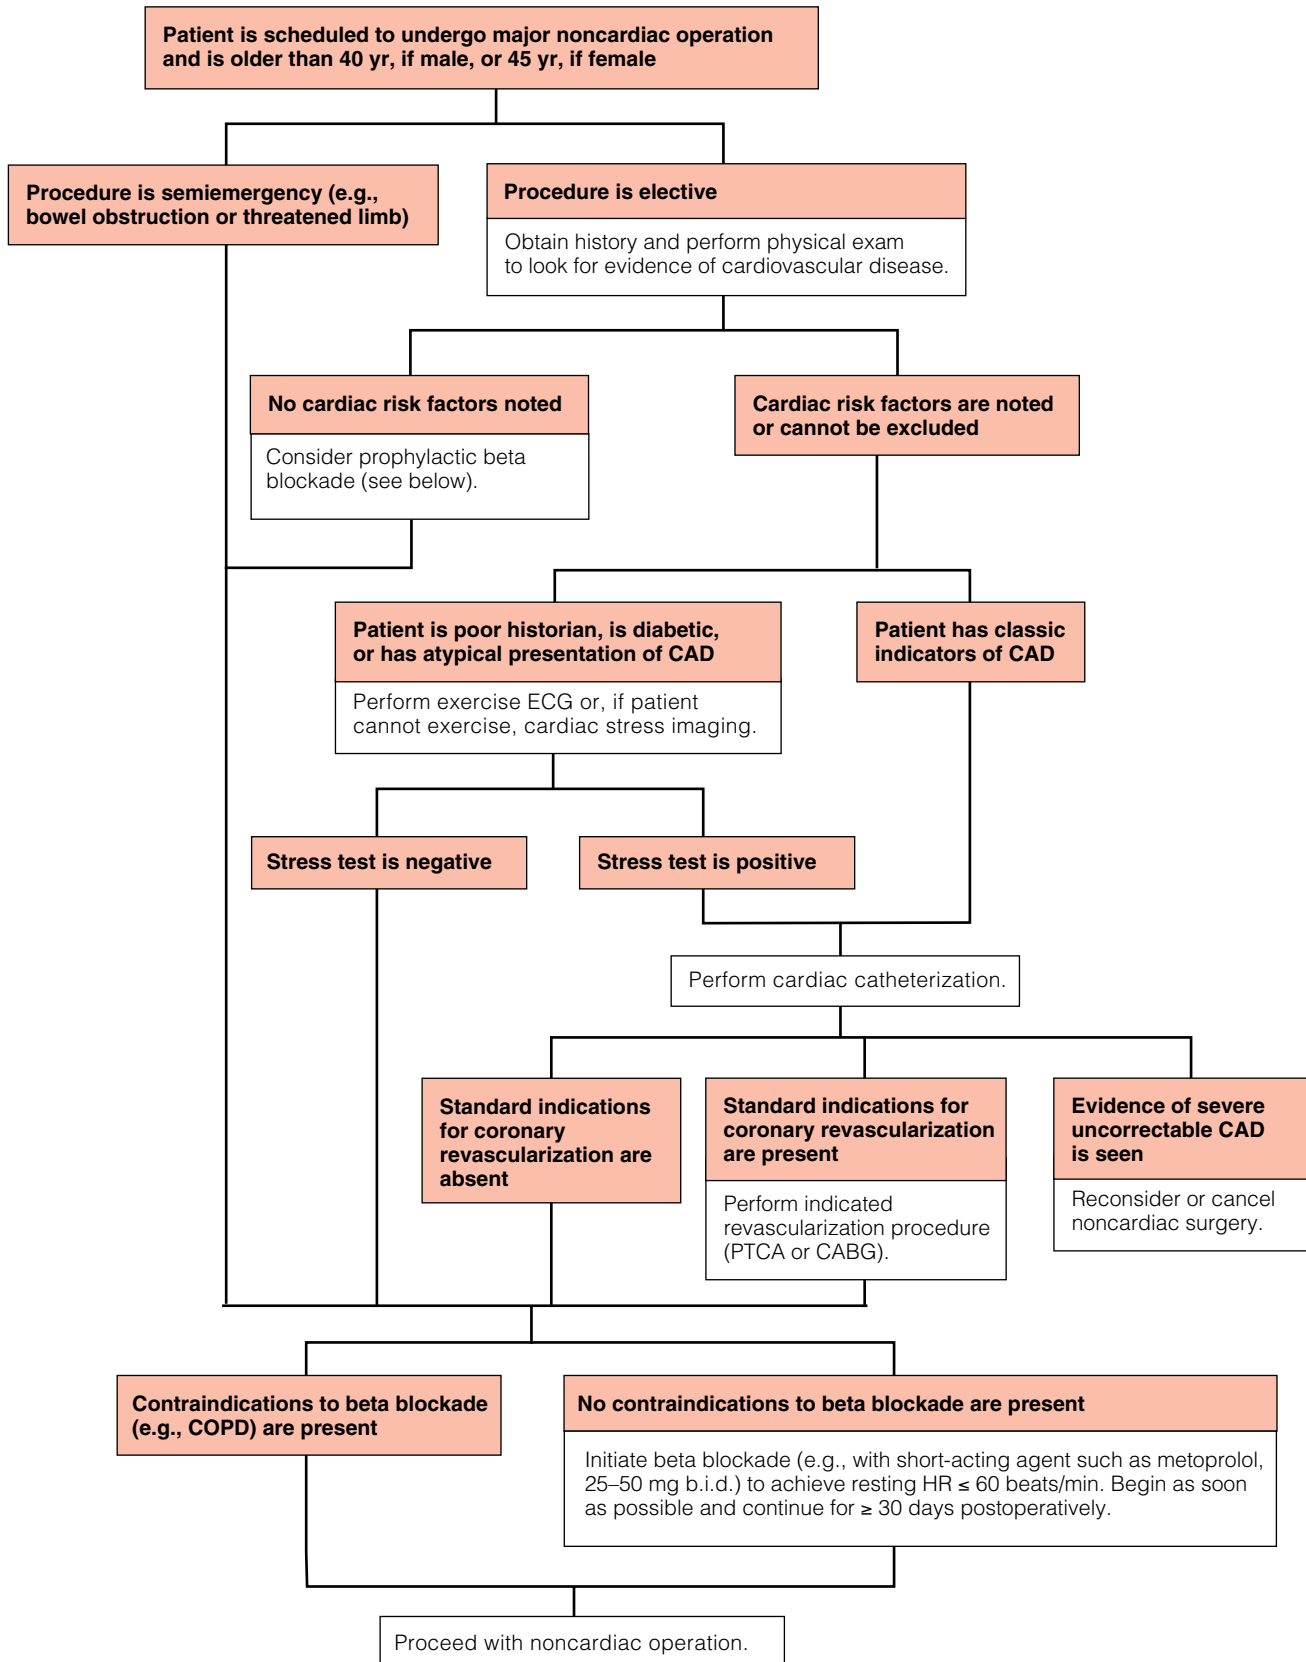 Patient is scheduled to undergo major noncardiac operation
and is older than 40 yr, if male, or 45 yr, if female
Procedure is semiemergency (e.g.,
bowel obstruction or threatened limb)
Procedure is elective
Obtain history and perform physical exam
to look for evidence of cardiovascular disease.
No cardiac risk factors noted
Consider prophylactic beta
blockade (see below).
Cardiac risk factors are noted
or cannot be excluded
Patient is poor historian, is diabetic,
or has atypical presentation of CAD
Perform exercise ECG or, if patient
cannot exercise, cardiac stress imaging.
Patient has classic
indicators of CAD
Stress test is negative
Stress test is positive
Perform cardiac catheterization.
Standard indications
for coronary
revascularization are
absent
Standard indications for
coronary revascularization
are present
Perform indicated
revascularization procedure
(PTCA or CABG).
Evidence of severe
uncorrectable CAD
is seen
Reconsider or cancel
noncardiac surgery.
Contraindications to beta blockade
(e.g., COPD) are present
No contraindications to beta blockade are present
Initiate beta blockade (e.g., with short-acting agent such as metoprolol,
25–50 mg b.i.d.) to achieve resting HR ≤ 60 beats/min. Begin as soon
as possible and continue for ≥ 30 days postoperatively.
Proceed with noncardiac operation.